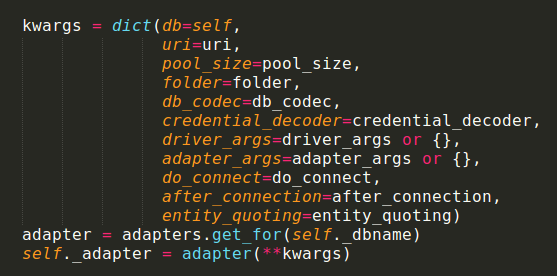 kwargs = dict(db=self,
              uri=uri,
              pool_size=pool_size,
              folder=folder,
              db_codec=db_codec,
              credential_decoder=credential_decoder,
              driver_args=driver_args or {},
              adapter_args=adapter_args or {},
              do_connect=do_connect,
              after_connection=after_connection,
              entity_quoting=entity_quoting)
adapter = adapters.get_for(self._dbname)
self._adapter = adapter(**kwargs)